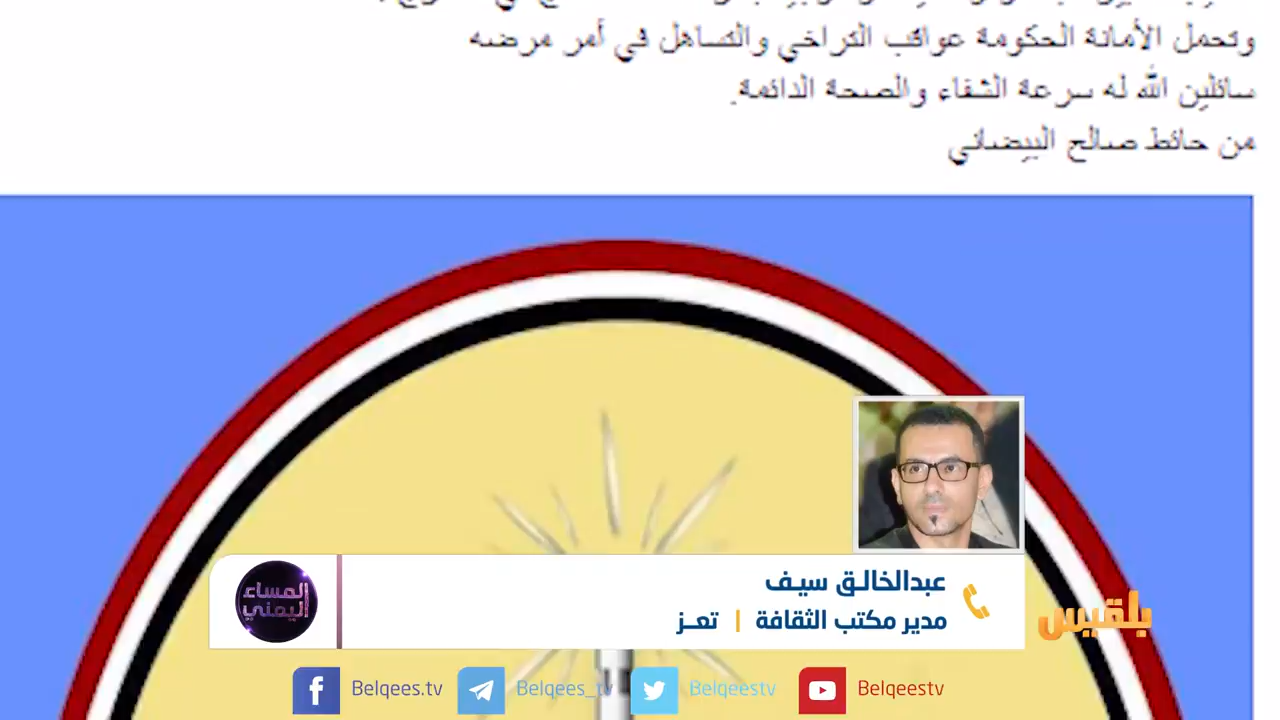 وتحمل الأمانة الحكومة عواقب التراخي والتساهل في أمر مرضه
سائلين الله له سرعة الشفاء والصحة الدائمة.
من حائط صالح البيضاني
عبدالخالق سيف
مدير مكتب الثقافة | تعز
المساء اليمني
بلقيس
Belqees.tv
Belqees_tv
Belqeestv
Belqeestv